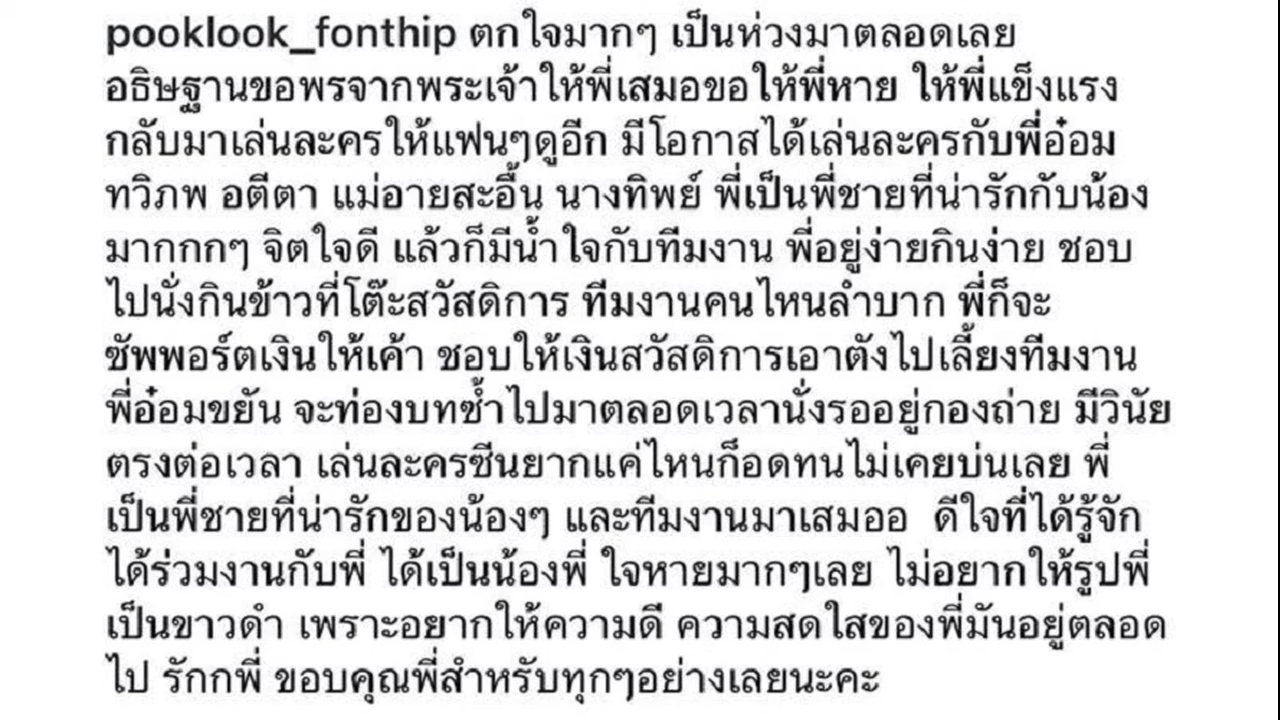 pooklook_fonthip ตกใจมากๆ เป็นห่วงมาตลอดเลย
อธิษฐานขอพรจากพระเจ้าให้พี่เสมอขอให้พี่หาย ให้พี่แข็งแรง
กลับมาเล่นละครให้แฟนๆดูอีก มีโอกาสได้เล่นละครกับพี่อ๋อม
ทวิภพ อตีตา แม่อายสะอื้น นางทิพย์ พี่เป็นพี่ชายที่น่ารักกับน้อง
มากกกๆ จิตใจดี แล้วก็มีน้ำใจกับทีมงาน พี่อยู่ง่ายกินง่าย ชอบ
ไปนั่งกินข้าวที่โต๊ะสวัสดิการ ทีมงานคนไหนลำบาก พี่ก็จะ
ซัพพอร์ตเงินให้เค้า ชอบให้เงินสวัสดิการเอาตังไปเลี้ยงทีมงาน
พี่อ๋อมขยัน จะท่องบทซ้ำไปมาตลอดเวลานั่งรออยู่กองถ่าย มีวินัย
ตรงต่อเวลา เล่นละครซีนยากแค่ไหนก็อดทนไม่เคยบ่นเลย พี่
เป็นพี่ชายที่น่ารักของน้องๆ และทีมงานมาเสมออ ดีใจที่ได้รู้จัก
ได้ร่วมงานกับพี่ ได้เป็นน้องพี่ ใจหายมากๆเลย ไม่อยากให้รูปพี่
เป็นขาวดำ เพราะอยากให้ความดี ความสดใสของพี่มันอยู่ตลอด
ไป รักกพี่ ขอบคุณพี่สำหรับทุกๆอย่างเลยนะคะ